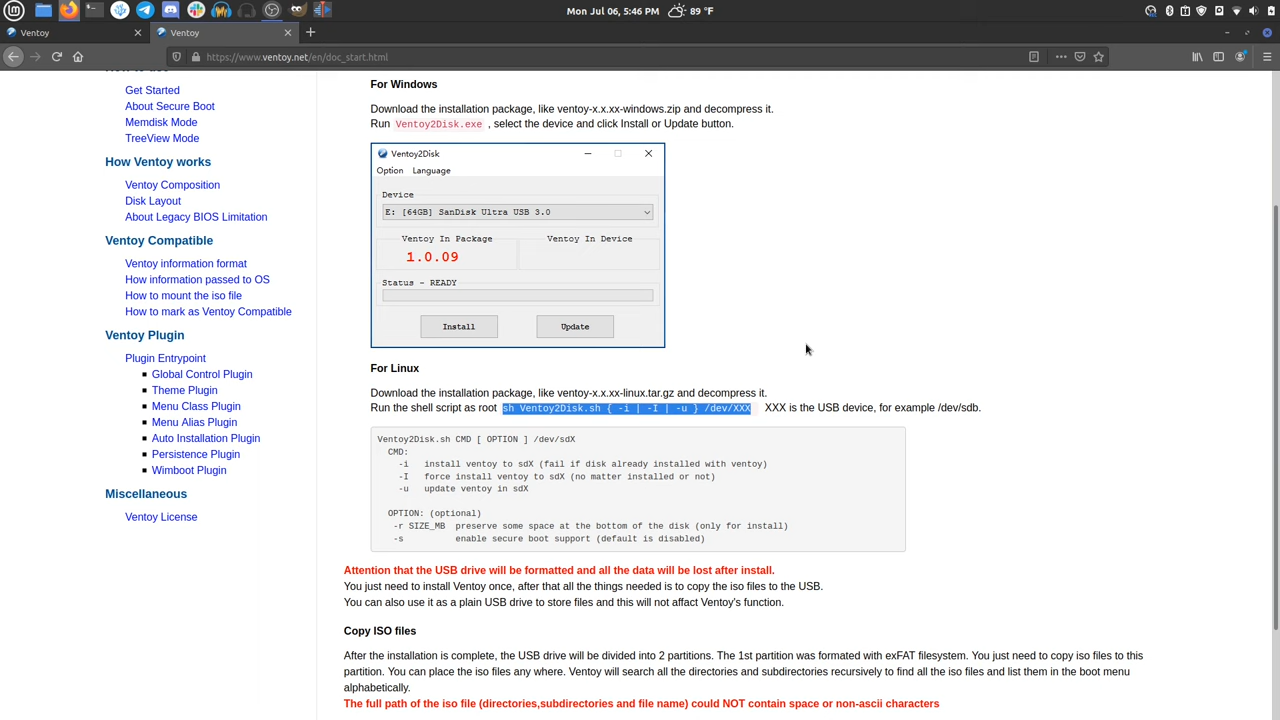 Mon Jul 06, 5:46 PM 89 °F
Ventoy
Ventoy
https://www.ventoy.net/en/doc_start.html
How to use
Get Started
About Secure Boot
Memdisk Mode
TreeView Mode
How Ventoy works
Ventoy Composition
Disk Layout
About Legacy BIOS Limitation
Ventoy Compatible
Ventoy information format
How information passed to OS
How to mount the iso file
How to mark as Ventoy Compatible
Ventoy Plugin
Plugin Entrypoint
Global Control Plugin
Theme Plugin
Menu Class Plugin
Menu Alias Plugin
Auto Installation Plugin
Persistence Plugin
Wimboot Plugin
Miscellaneous
Ventoy License
For Windows
Download the installation package, like ventoy-x.x.xx-windows.zip and decompress it.
Run Ventoy2Disk.exe , select the device and click Install or Update button.
Ventoy2Disk
Option Language
Device
E: [64GB] SanDisk Ultra USB 3.0
Ventoy In Package Ventoy In Device
1.0.09
Status - READY
Install Update
For Linux
Download the installation package, like ventoy-x.x.xx-linux.tar.gz and decompress it.
Run the shell script as root sh Ventoy2Disk.sh { -i | -I | -u } /dev/XXX XXX is the USB device, for example /dev/sdb.
Ventoy2Disk.sh CMD [ OPTION ] /dev/sdX
CMD:
-i install ventoy to sdX (fail if disk already installed with ventoy)
-I force install ventoy to sdX (no matter installed or not)
-u update ventoy in sdX
OPTION: (optional)
-r SIZE_MB preserve some space at the bottom of the disk (only for install)
-s enable secure boot support (default is disabled)
Attention that the USB drive will be formatted and all the data will be lost after install.
You just need to install Ventoy once, after that all the things needed is to copy the iso files to the USB.
You can also use it as a plain USB drive to store files and this will not affact Ventoy's function.
Copy ISO files
After the installation is complete, the USB drive will be divided into 2 partitions. The 1st partition was formated with exFAT filesystem. You just need to copy iso files to this
partition. You can place the iso files any where. Ventoy will search all the directories and subdirectories recursively to find all the iso files and list them in the boot menu
alphabetically.
The full path of the iso file (directories,subdirectories and file name) could NOT contain space or non-ascii characters